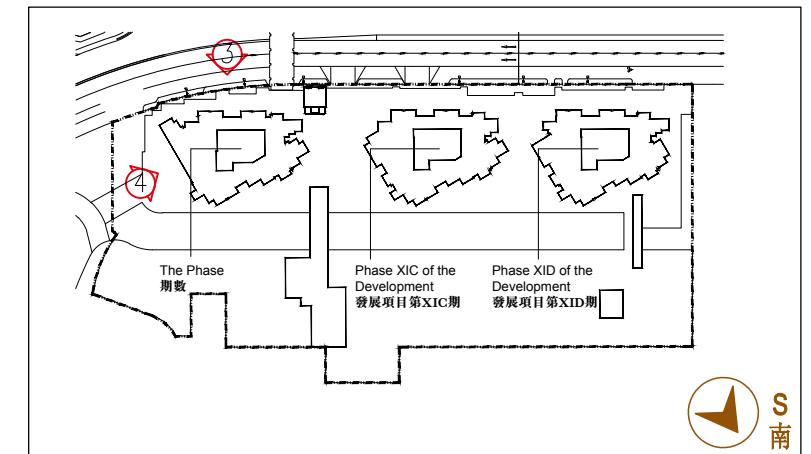 3
4
The Phase
期數
Phase XIC of the
Development
發展項目第XIC期
Phase XID of the
Development
發展項目第XID期
S
南